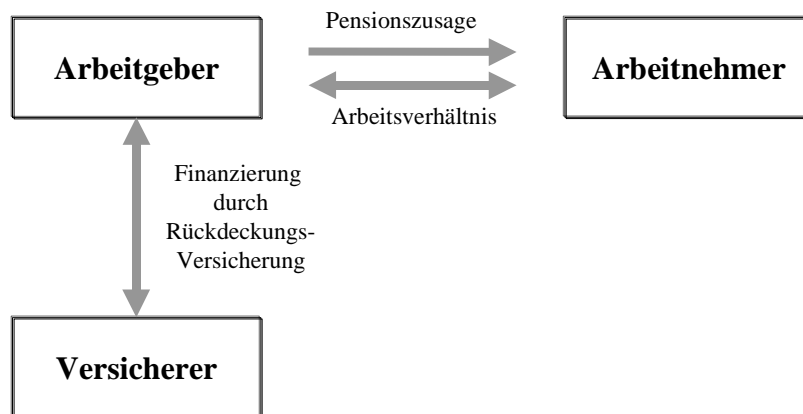 Pensionszusage
Arbeitgeber
Arbeitnehmer
Arbeitsverhältnis
Finanzierung
durch
Rückdeckungs-
Versicherung
Versicherer